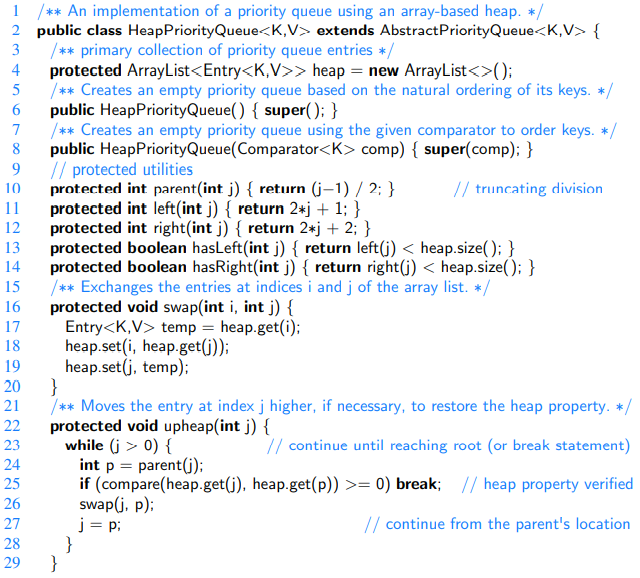 1 /** An implementation of a priority queue using an array-based heap. */
2 public class HeapPriorityQueue<K,V> extends AbstractPriorityQueue<K,V> {
3 /** primary collection of priority queue entries */
4 protected ArrayList<Entry<K,V>> heap = new ArrayList<>();
5 /** Creates an empty priority queue based on the natural ordering of its keys. */
6 public HeapPriorityQueue() { super(); }
7 /** Creates an empty priority queue using the given comparator to order keys. */
8 public HeapPriorityQueue(Comparator<K> comp) { super(comp); }
9 // protected utilities
10 protected int parent(int j) { return (j−1) / 2; } // truncating division
11 protected int left(int j) { return 2*j + 1; }
12 protected int right(int j) { return 2*j + 2; }
13 protected boolean hasLeft(int j) { return left(j) < heap.size(); }
14 protected boolean hasRight(int j) { return right(j) < heap.size(); }
15 /** Exchanges the entries at indices i and j of the array list. */
16 protected void swap(int i, int j) {
17 Entry<K,V> temp = heap.get(i);
18 heap.set(i, heap.get(j));
19 heap.set(j, temp);
20 }
21 /** Moves the entry at index j higher, if necessary, to restore the heap property. */
22 protected void upheap(int j) {
23 while (j > 0) { // continue until reaching root (or break statement)
24 int p = parent(j);
25 if (compare(heap.get(j), heap.get(p)) >= 0) break; // heap property verified
26 swap(j, p);
27 j = p; // continue from the parent's location
28 }
29 }